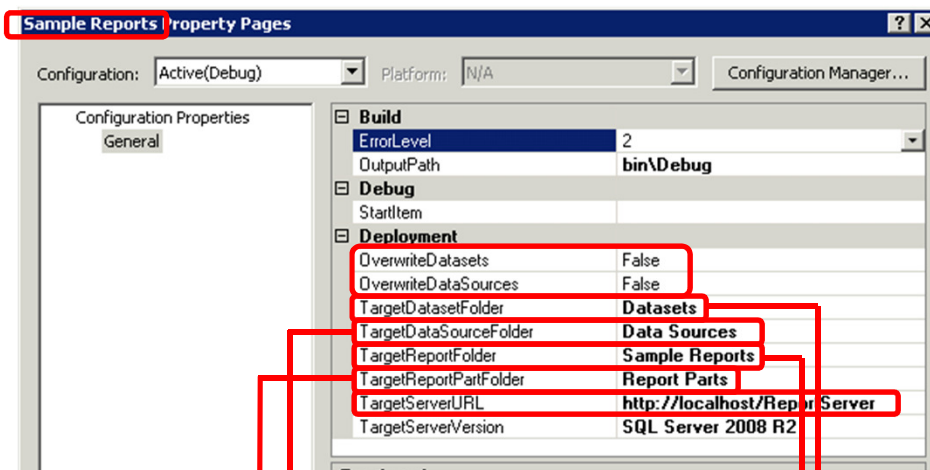 Sample Reports Property Pages
Configuration: Active(Debug) Platform: N/A Configuration Manager...
Configuration Properties
General
Build
ErrorLevel 2
OutputPath bin\Debug
Debug
StartItem
Deployment
OverwriteDatasets False
OverwriteDataSources False
TargetDatasetFolder Datasets
TargetDataSourceFolder Data Sources
TargetReportFolder Sample Reports
TargetReportPartFolder Report Parts
TargetServerURL http://localhost/ReportServer
TargetServerVersion SQL Server 2008 R2